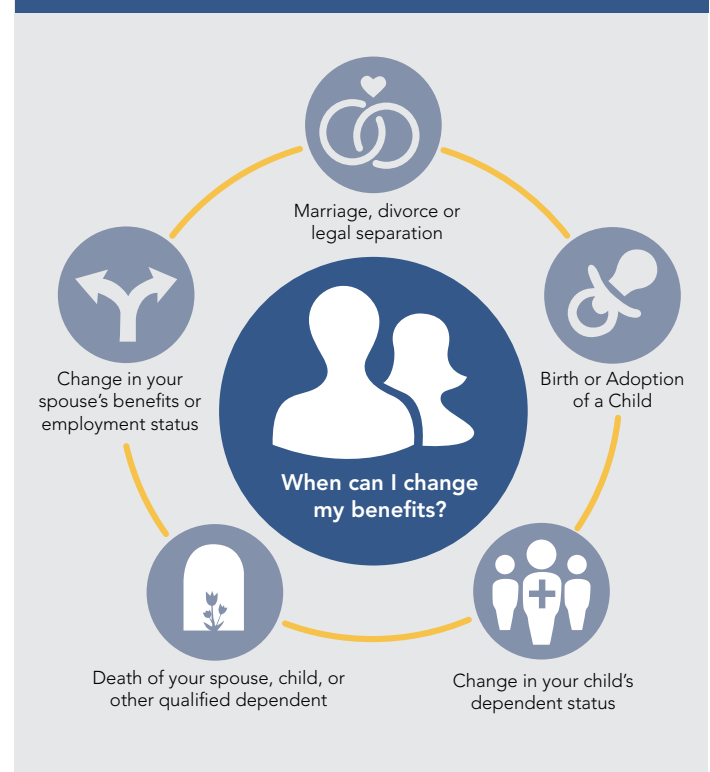 Marriage, divorce or
legal separation
Birth or Adoption
of a Child
Change in your child's
dependent status
Death of your spouse, child, or
other qualified dependent
Change in your
spouse’s benefits or
employment status
When can I change
my benefits?